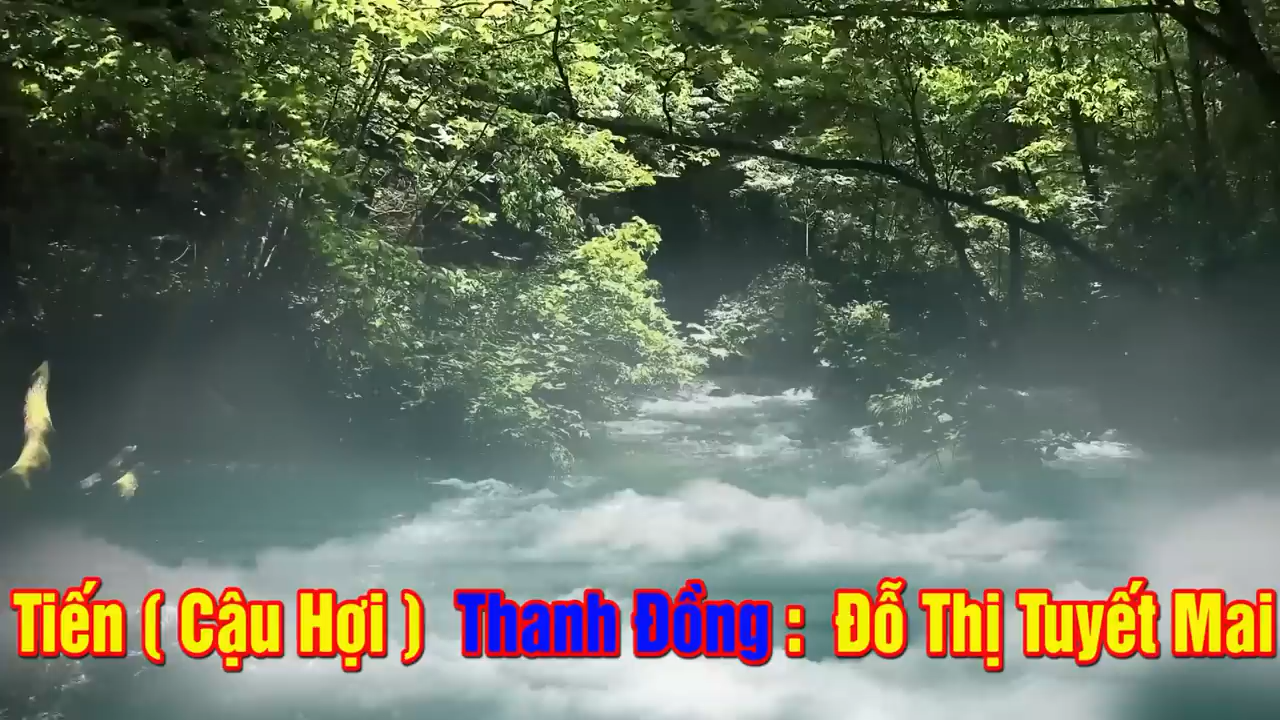 Tiến ( Cậu Hợi ) Thanh Đồng : Đỗ Thị Tuyết Mai